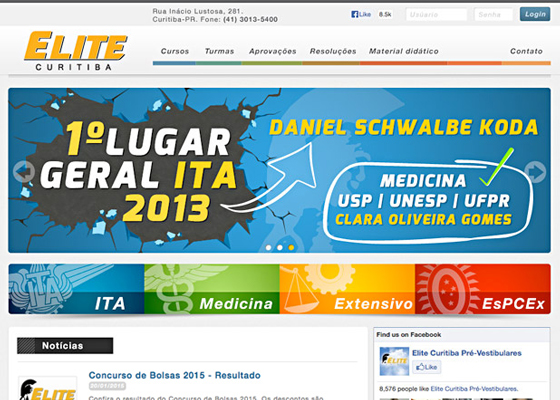 Rua Inácio Lustosa, 281.
Curitiba-PR. Fone: (41) 3013-5400
Like 8.5k
Usuário
Senha
Login
ELITE
CURITIBA
Cursos
Turmas
Aprovações
Resoluções
Material didático
Contato
1º LUGAR
GERAL ITA
2013
DANIEL SCHWALBE KODA
MEDICINA
USP | UNESP | UFPR
CLARA OLIVEIRA GOMES
ITA
ITA
Medicina
Extensivo
EsPCEx
Notícias
ELITE
Concurso de Bolsas 2015 - Resultado
Confira o resultado do Concurso de Bolsas 2015. Os descontos são
Find us on Facebook
Elite Curitiba Pré-Vestibulares
Like
8,576 people like Elite Curitiba Pré-Vestibulares.